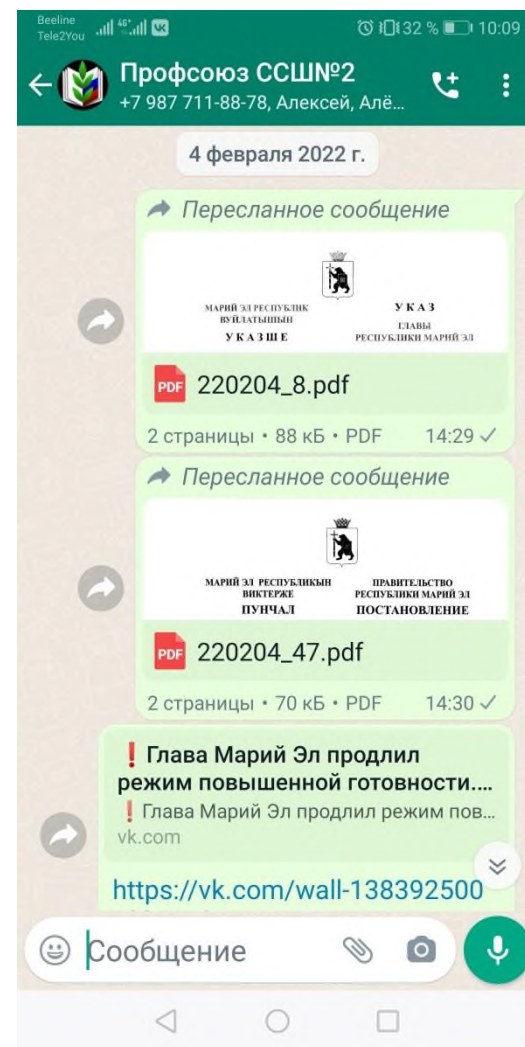 Beeline
Tele2You
46+
32 % 10:09
Профсоюз ССШ№2
+7 987 711-88-78, Алексей, Алё...
4 февраля 2022 г.
Пересланное сообщение
МАРИЙ ЭЛ РЕСПУБЛИК
ВУЙЛАТЫШЫН
УКАЗШЕ
УКАЗ
ГЛАВЫ
РЕСПУБЛИКИ МАРИЙ ЭЛ
PDF
220204_8.pdf
2 страницы • 88 кБ • PDF 14:29
Пересланное сообщение
МАРИЙ ЭЛ РЕСПУБЛИКЫН
ВИКТЕРЖЕ
ПУНЧАЛ
ПРАВИТЕЛЬСТВО
РЕСПУБЛИКИ МАРИЙ ЭЛ
ПОСТАНОВЛЕНИЕ
PDF
220204_47.pdf
2 страницы • 70 кБ • PDF 14:30
❗Глава Марий Эл продлил
режим повышенной готовности....
❗Глава Марий Эл продлил режим пов...
vk.com
https://vk.com/wall-138392500
Сообщение